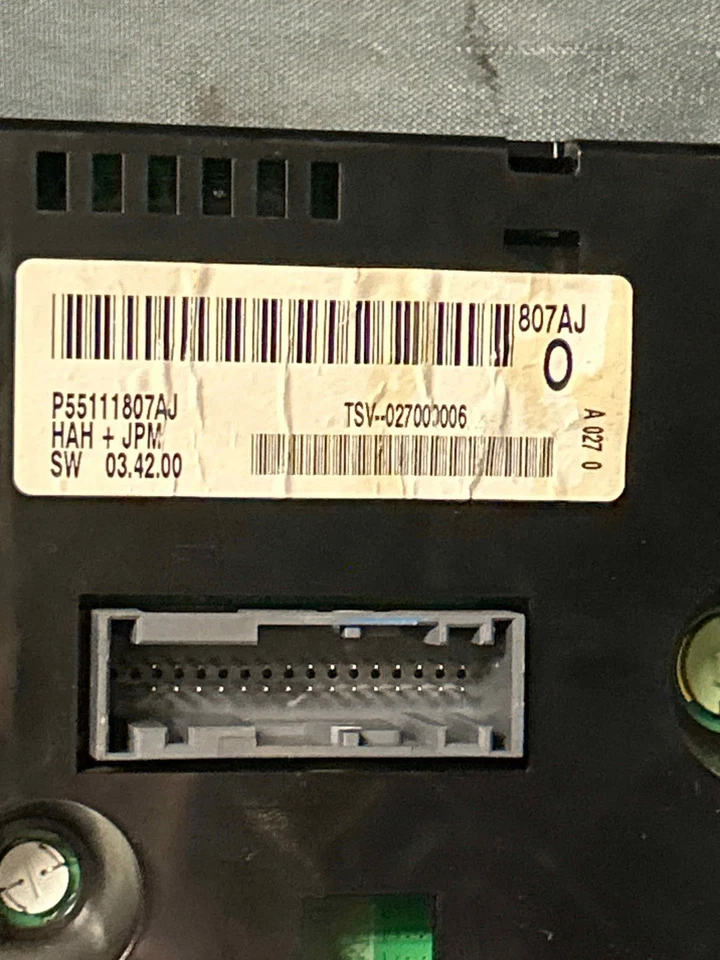 807AJ
O
P55111807AJ
HAH + JPM
SW 03.42.00
TSV--027000006
A 027 0